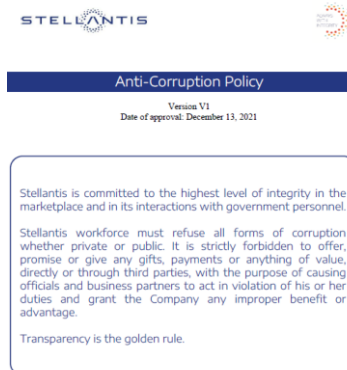 STELLANTIS
POWERED
WITH
INTEGRITY
Anti-Corruption Policy
Version V1
Date of approval: December 13, 2021
Stellantis is committed to the highest level of integrity in the
marketplace and in its interactions with government personnel.
Stellantis workforce must refuse all forms of corruption
whether private or public. It is strictly forbidden to offer,
promise or give any gifts, payments or anything of value,
directly or through third parties, with the purpose of causing
officials and business partners to act in violation of his or her
duties and grant the Company any improper benefit or
advantage.
Transparency is the golden rule.